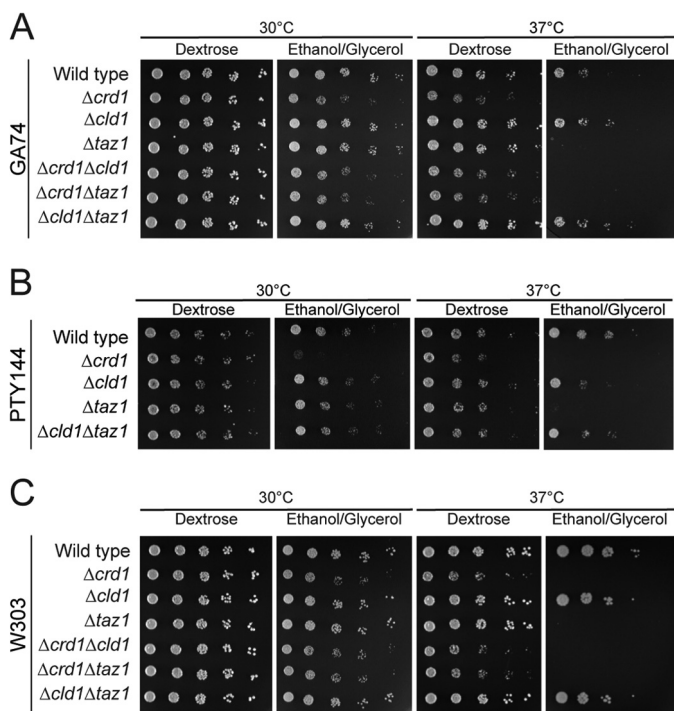 A
30°C
37°C
Dextrose
Ethanol/Glycerol
Dextrose
Ethanol/Glycerol
GA74
Wild type
Δcrd1
Δcld1
Δtaz1
Δcrd1Δcld1
Δcrd1Δtaz1
Δcld1Δtaz1
B
30°C
37°C
Dextrose
Ethanol/Glycerol
Dextrose
Ethanol/Glycerol
PTY144
Wild type
Δcrd1
Δcld1
Δtaz1
Δcld1Δtaz1
C
30°C
37°C
Dextrose
Ethanol/Glycerol
Dextrose
Ethanol/Glycerol
W303
Wild type
Δcrd1
Δcld1
Δtaz1
Δcrd1Δcld1
Δcrd1Δtaz1
Δcld1Δtaz1